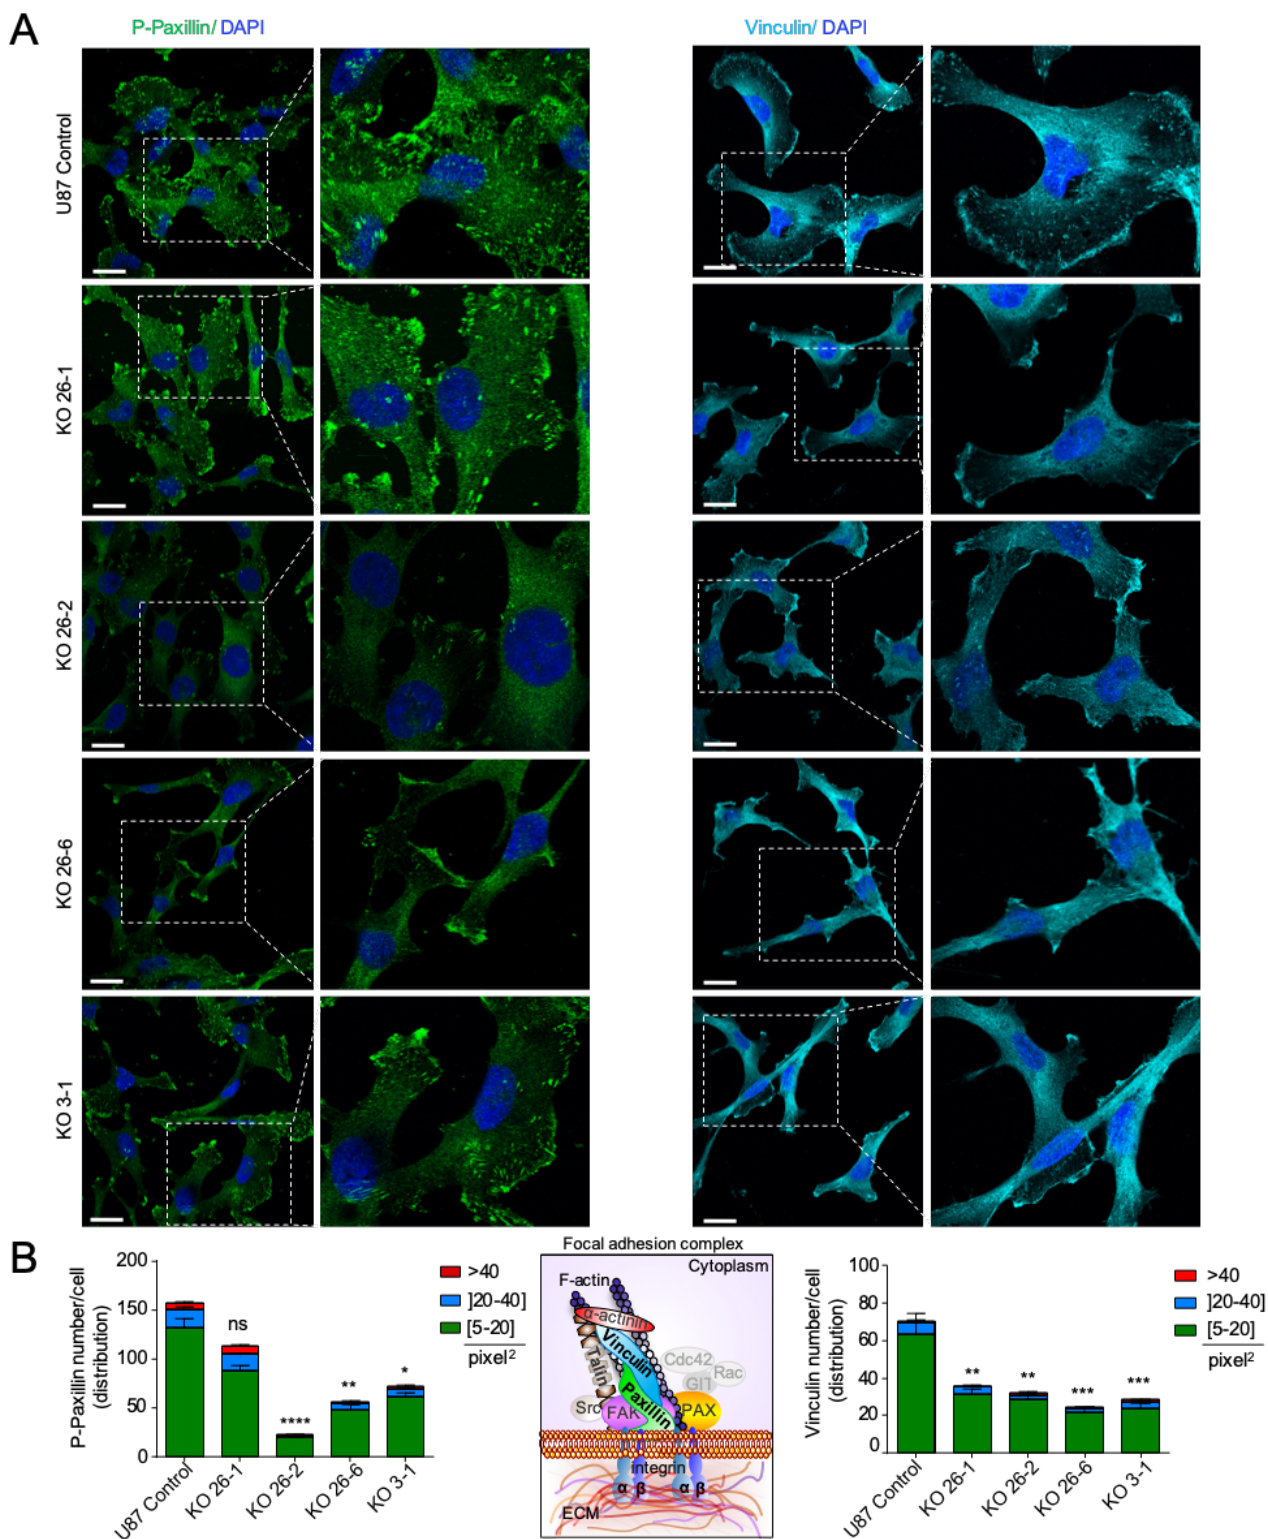 A
P-Paxillin/ DAPI
Vinculin/ DAPI
U87 Control
KO 26-1
KO 26-2
KO 26-6
KO 3-1
B
P-Paxillin number/cell
(distribution)
200
150
100
50
0
ns
****
**
*
U87 Control
KO 26-1
KO 26-2
KO 26-6
KO 3-1
>40
]20-40]
[5-20]
pixel²
Focal adhesion complex
Cytoplasm
F-actin
α-actinin
Vinculin
Talin
Cdc42
Rac
GIT
Paxillin
Src
FAK
PAX
integrin
α β α β
ECM
Vinculin number/cell
(distribution)
100
80
60
40
20
0
**
**
***
***
U87 Control
KO 26-1
KO 26-2
KO 26-6
KO 3-1
>40
]20-40]
[5-20]
pixel²